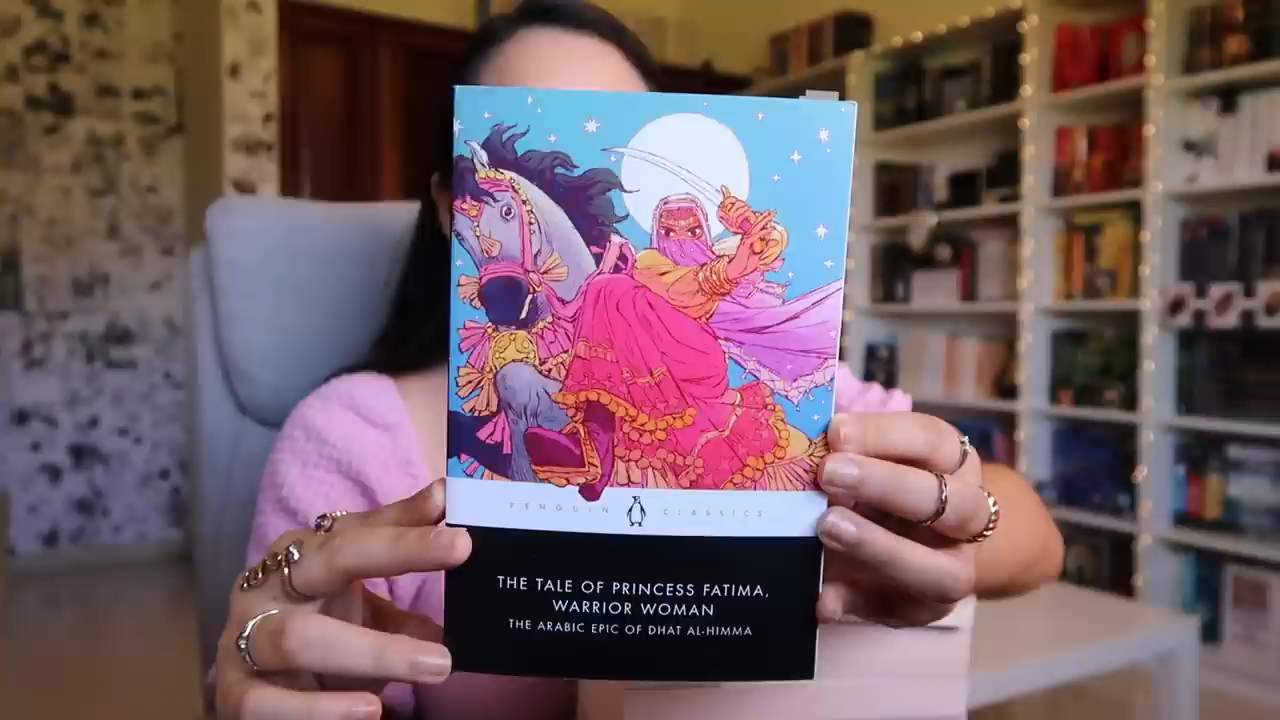 PENGUIN CLASSICS
THE TALE OF PRINCESS FATIMA,
WARRIOR WOMAN
THE ARABIC EPIC OF DHAT AL-HIMMA